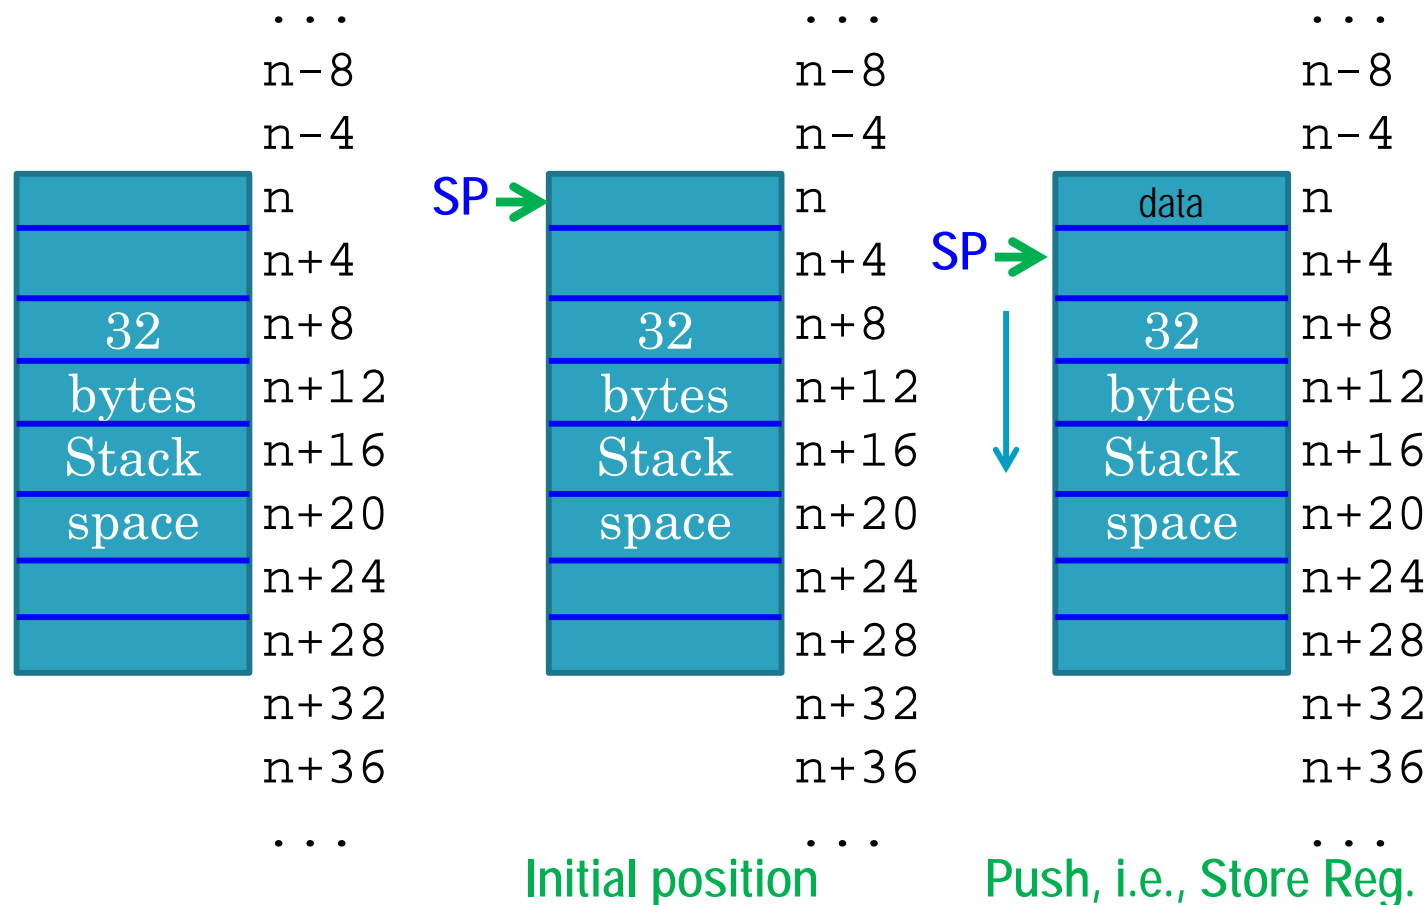 ... ... ...
n-8 n-8 n-8
n-4 n-4 n-4
n SP n data n
n+4 n+4 SP n+4
32 n+8 32 n+8 32 n+8
bytes n+12 bytes n+12 bytes n+12
Stack n+16 Stack n+16 Stack n+16
space n+20 space n+20 space n+20
n+24 n+24 n+24
n+28 n+28 n+28
n+32 n+32 n+32
n+36 n+36 n+36
... ... ...
Initial position Push, i.e., Store Reg.